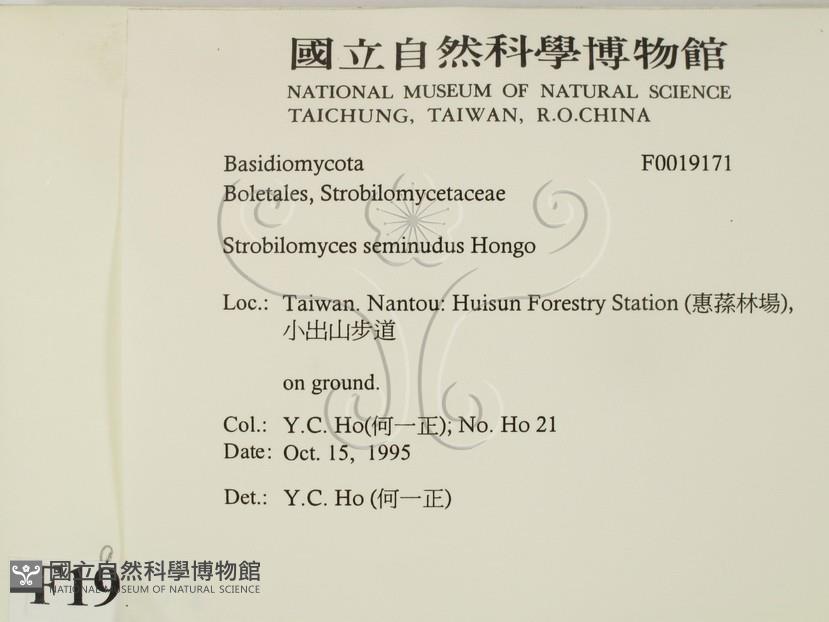 國立自然科學博物館
NATIONAL MUSEUM OF NATURAL SCIENCE
TAICHUNG, TAIWAN, R.O.CHINA
Basidiomycota F0019171
Boletales, Strobilomycetaceae
Strobilomyces seminudus Hongo
Loc.: Taiwan. Nantou: Huisun Forestry Station (惠蓀林場),
小出山步道
on ground.
Col.: Y.C. Ho(何一正); No. Ho 21
Date: Oct. 15, 1995
Det.: Y.C. Ho (何一正)
F19
國立自然科學博物館
NATIONAL MUSEUM OF NATURAL SCIENCE